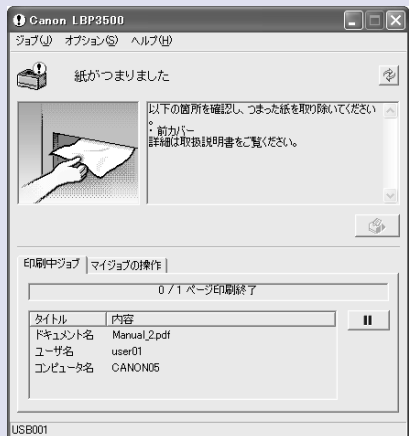 Canon LBP3500
ジョブ(J) オプション(S) ヘルプ(H)
紙がつまりました
以下の箇所を確認し、つまった紙を取り除いてください
。
・前カバー
詳細は取扱説明書をご覧ください。
印刷中ジョブ マイジョブの操作
0 / 1 ページ印刷終了
タイトル 内容
ドキュメント名 Manual_2.pdf
ユーザ名 user01
コンピュータ名 CANON05
USB001